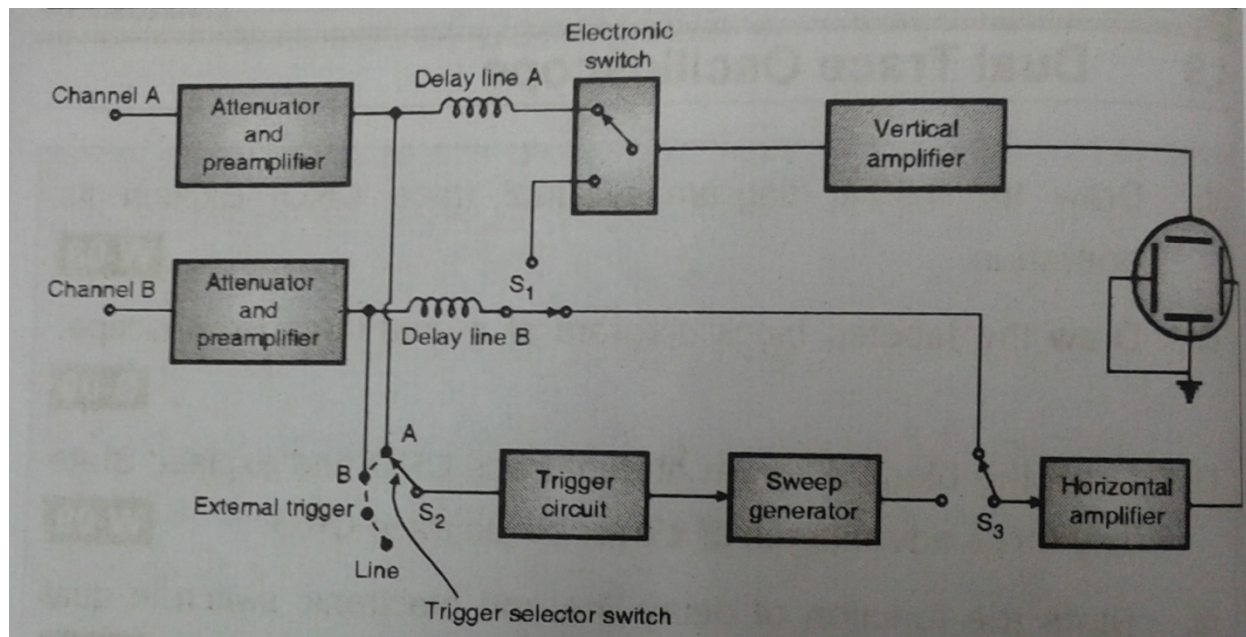 Electronic
switch
Delay line A
Channel A
Attenuator
and
preamplifier
Vertical
amplifier
S1
Channel B
Attenuator
and
preamplifier
Delay line B
A
B
External trigger
Line
S2
Trigger
circuit
Sweep
generator
S3
Horizontal
amplifier
Trigger selector switch